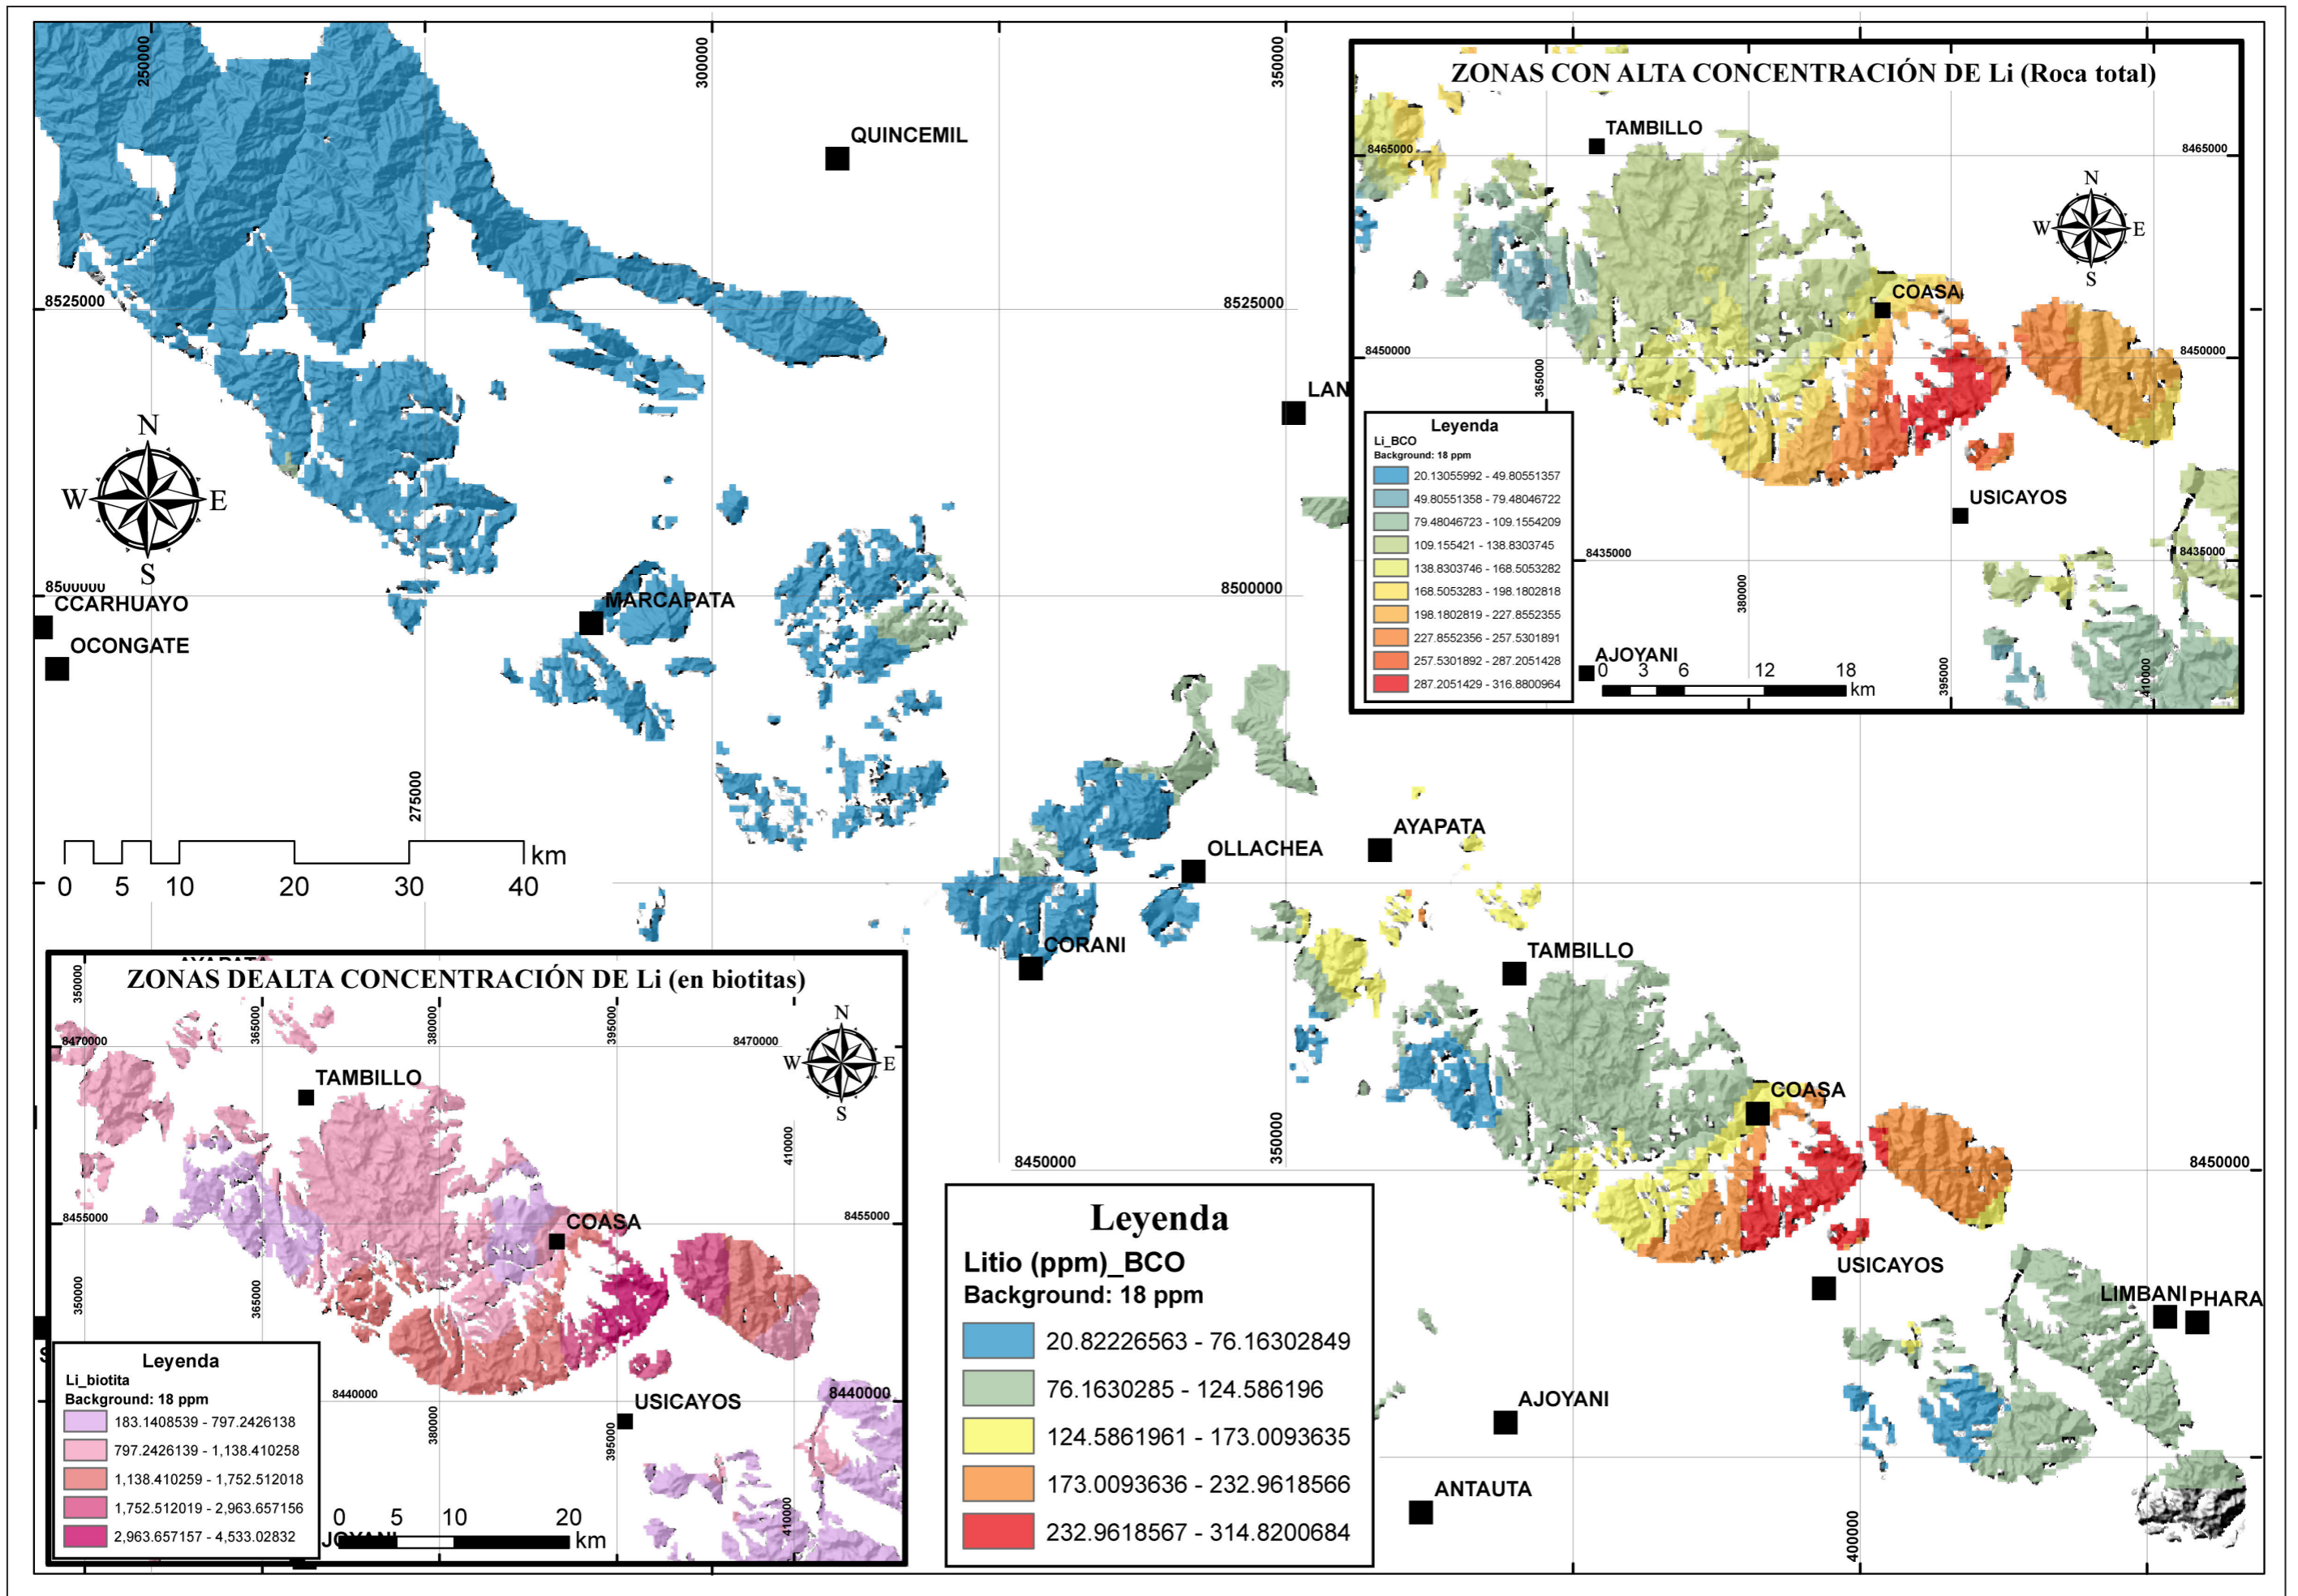 250000
300000
350000
QUINCEMIL
8525000
8525000
LAN
N
W
E
S
8500000
8500000
CCARHUAYO
MARCAPATA
OCONGATE
275000
km
0 5 10 20 30 40
OLLACHEA
AYAPATA
CORANI
TAMBILLO
COASA
350000
8450000
8450000
USICAYOS
LIMBANI
PHARA
AJOYANI
ANTAUTA
400000
ZONAS CON ALTA CONCENTRACIÓN DE Li (Roca total)
TAMBILLO
8465000
8465000
N
W
E
S
COASA
8450000
8450000
365000
USICAYOS
8435000
8435000
380000
395000
410000
AJOYANI
0 3 6 12 18
km
Leyenda
Li_BCO
Background: 18 ppm
20.13055992 - 49.80551357
49.80551358 - 79.48046722
79.48046723 - 109.1554209
109.155421 - 138.8303745
138.8303746 - 168.5053282
168.5053283 - 198.1802818
198.1802819 - 227.8552355
227.8552356 - 257.5301891
257.5301892 - 287.2051428
287.2051429 - 316.8800964
ZONAS DEALTA CONCENTRACIÓN DE Li (en biotitas)
350000
365000
380000
395000
8470000
8470000
N
W
E
S
TAMBILLO
410000
8455000
8455000
COASA
350000
365000
8440000
8440000
380000
395000
410000
USICAYOS
Leyenda
Li_biotita
Background: 18 ppm
183.1408539 - 797.2426138
797.2426139 - 1,138.410258
1,138.410259 - 1,752.512018
1,752.512019 - 2,963.657156
2,963.657157 - 4,533.02832
0 5 10 20
km
Leyenda
Litio (ppm)_BCO
Background: 18 ppm
20.82226563 - 76.16302849
76.1630285 - 124.586196
124.5861961 - 173.0093635
173.0093636 - 232.9618566
232.9618567 - 314.8200684